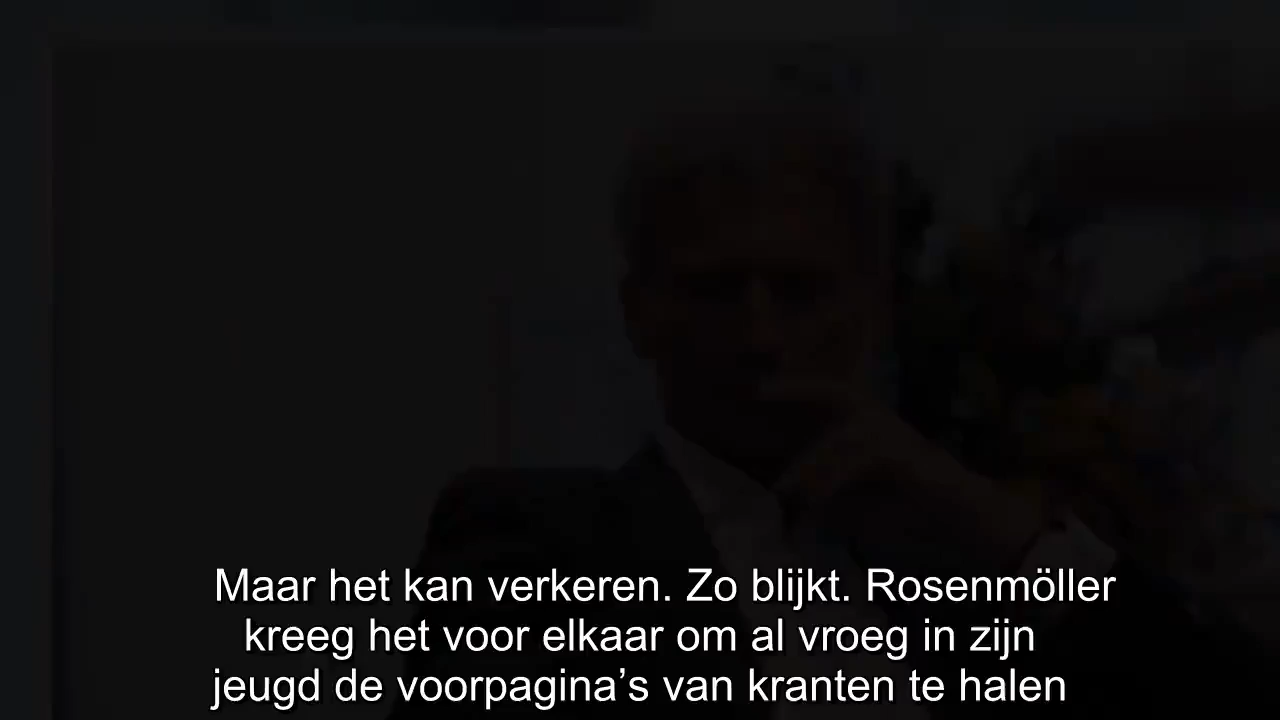 Maar het kan verkeren. Zo blijkt. Rosenmöller
kreeg het voor elkaar om al vroeg in zijn
jeugd de voorpagina’s van kranten te halen